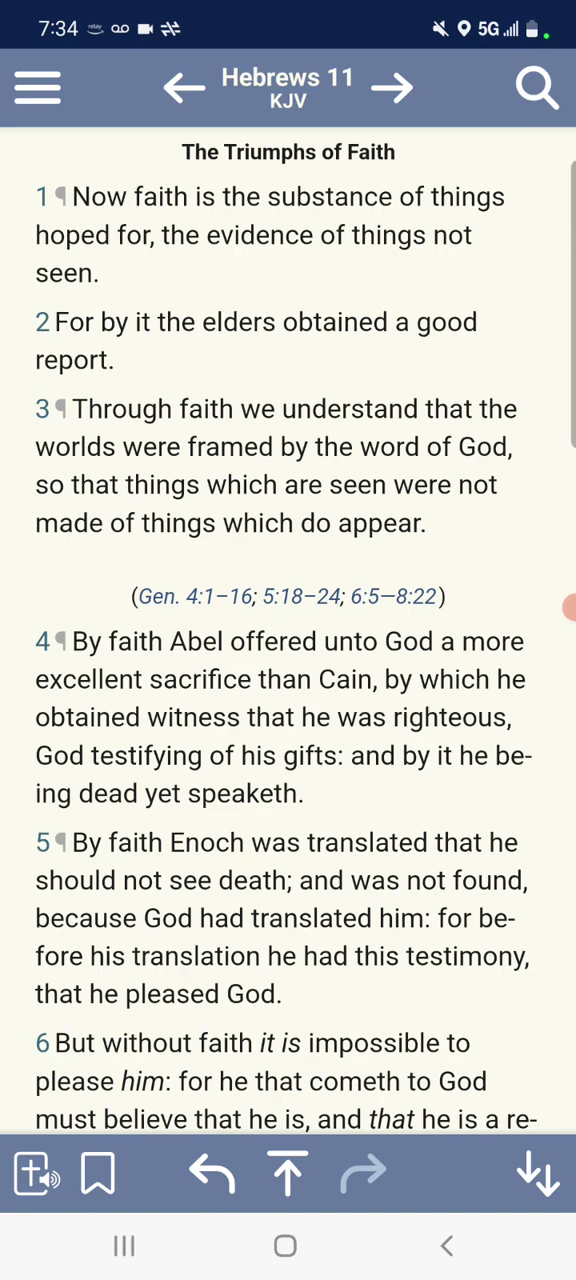 7:34 relay
5G
Hebrews 11
KJV
The Triumphs of Faith
1 ¶ Now faith is the substance of things
hoped for, the evidence of things not
seen.
2 For by it the elders obtained a good
report.
3 ¶ Through faith we understand that the
worlds were framed by the word of God,
so that things which are seen were not
made of things which do appear.
(Gen. 4:1–16; 5:18–24; 6:5—8:22)
4 ¶ By faith Abel offered unto God a more
excellent sacrifice than Cain, by which he
obtained witness that he was righteous,
God testifying of his gifts: and by it he be-
ing dead yet speaketh.
5 ¶ By faith Enoch was translated that he
should not see death; and was not found,
because God had translated him: for be-
fore his translation he had this testimony,
that he pleased God.
6 But without faith it is impossible to
please him: for he that cometh to God
must believe that he is, and that he is a re-